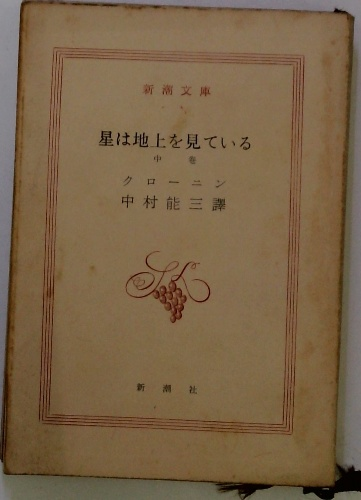 新潮文庫
星は地上を見ている
中巻
クローニン
中村能三譯
新潮社